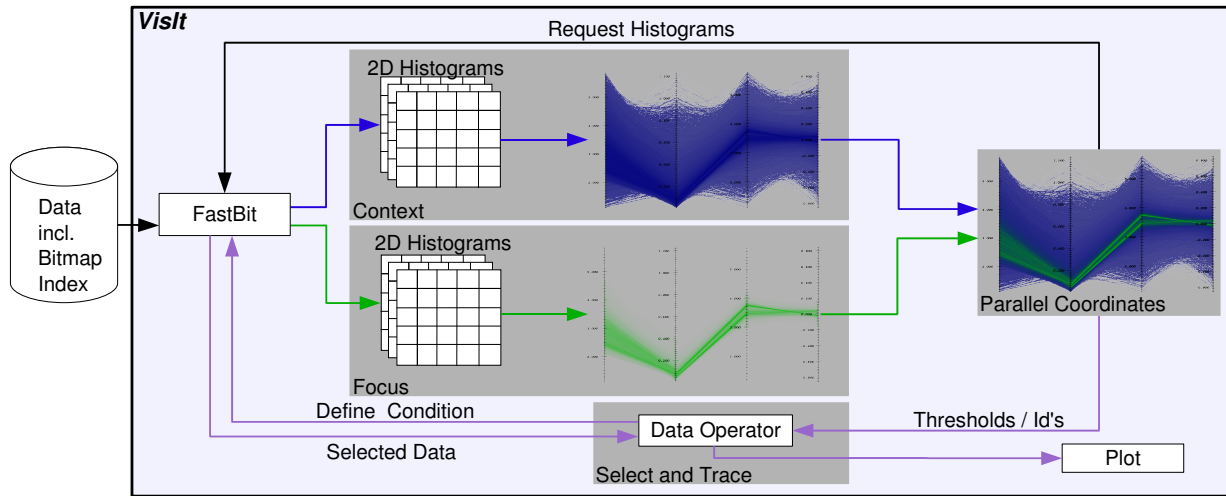 VisIt
Request Histograms
2D Histograms
Context
Data
incl.
Bitmap
Index
FastBit
2D Histograms
Focus
Parallel Coordinates
Define Condition
Selected Data
Data Operator
Select and Trace
Thresholds / Id's
Plot